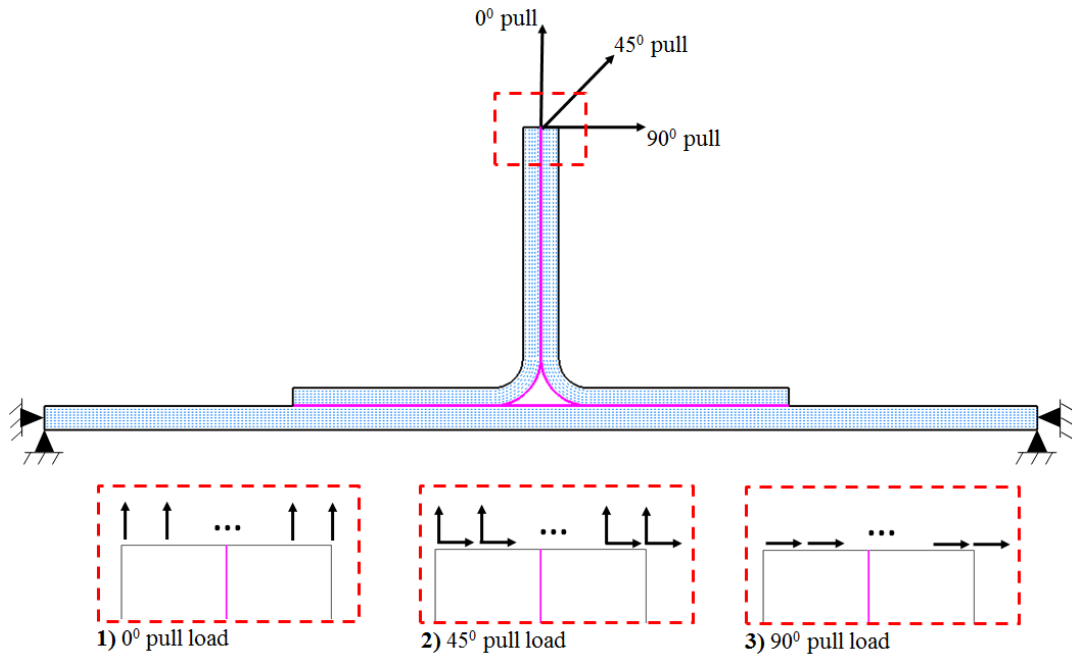 0⁰ pull
45⁰ pull
90⁰ pull
...
...
...
1) 0⁰ pull load
2) 45⁰ pull load
3) 90⁰ pull load